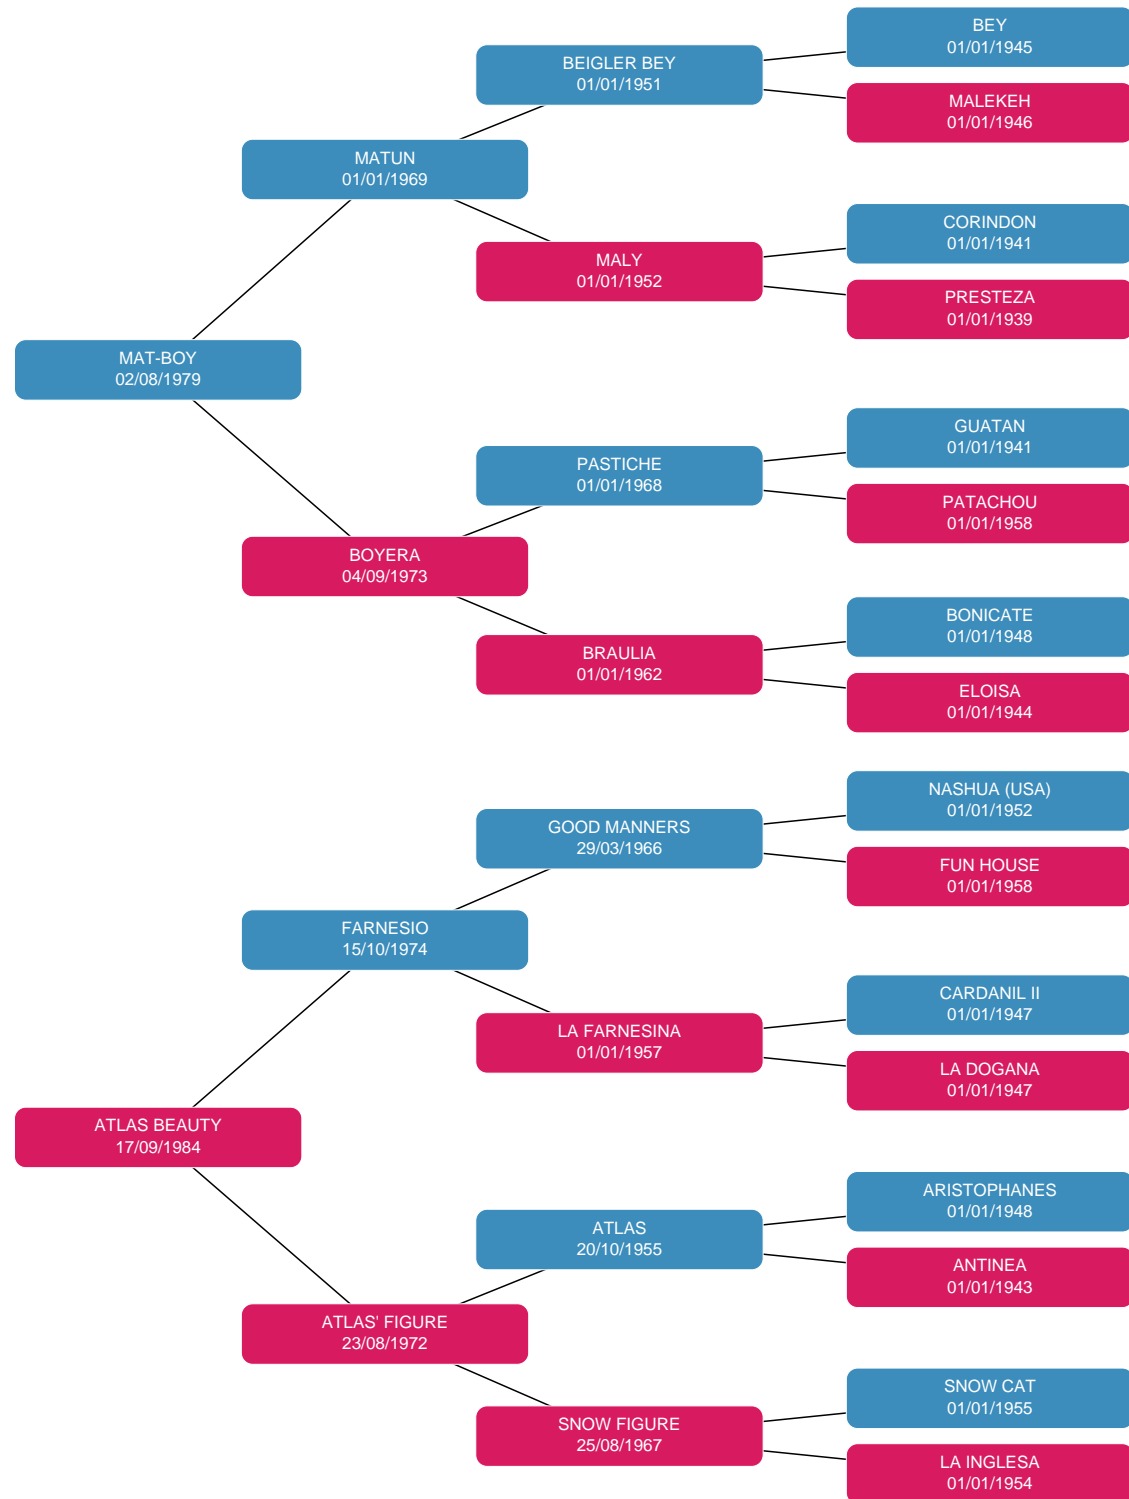 BEY
01/01/1945
BEIGLER BEY
01/01/1951
MALEKEH
01/01/1946
MATUN
01/01/1969
CORINDON
01/01/1941
MALY
01/01/1952
PRESTEZA
01/01/1939
MAT-BOY
02/08/1979
GUATAN
01/01/1941
PASTICHE
01/01/1968
PATACHOU
01/01/1958
BOYERA
04/09/1973
BONICATE
01/01/1948
BRAULIA
01/01/1962
ELOISA
01/01/1944
NASHUA (USA)
01/01/1952
GOOD MANNERS
29/03/1966
FUN HOUSE
01/01/1958
FARNESIO
15/10/1974
CARDANIL II
01/01/1947
LA FARNESINA
01/01/1957
LA DOGANA
01/01/1947
ATLAS BEAUTY
17/09/1984
ARISTOPHANES
01/01/1948
ATLAS
20/10/1955
ANTINEA
01/01/1943
ATLAS' FIGURE
23/08/1972
SNOW CAT
01/01/1955
SNOW FIGURE
25/08/1967
LA INGLESA
01/01/1954